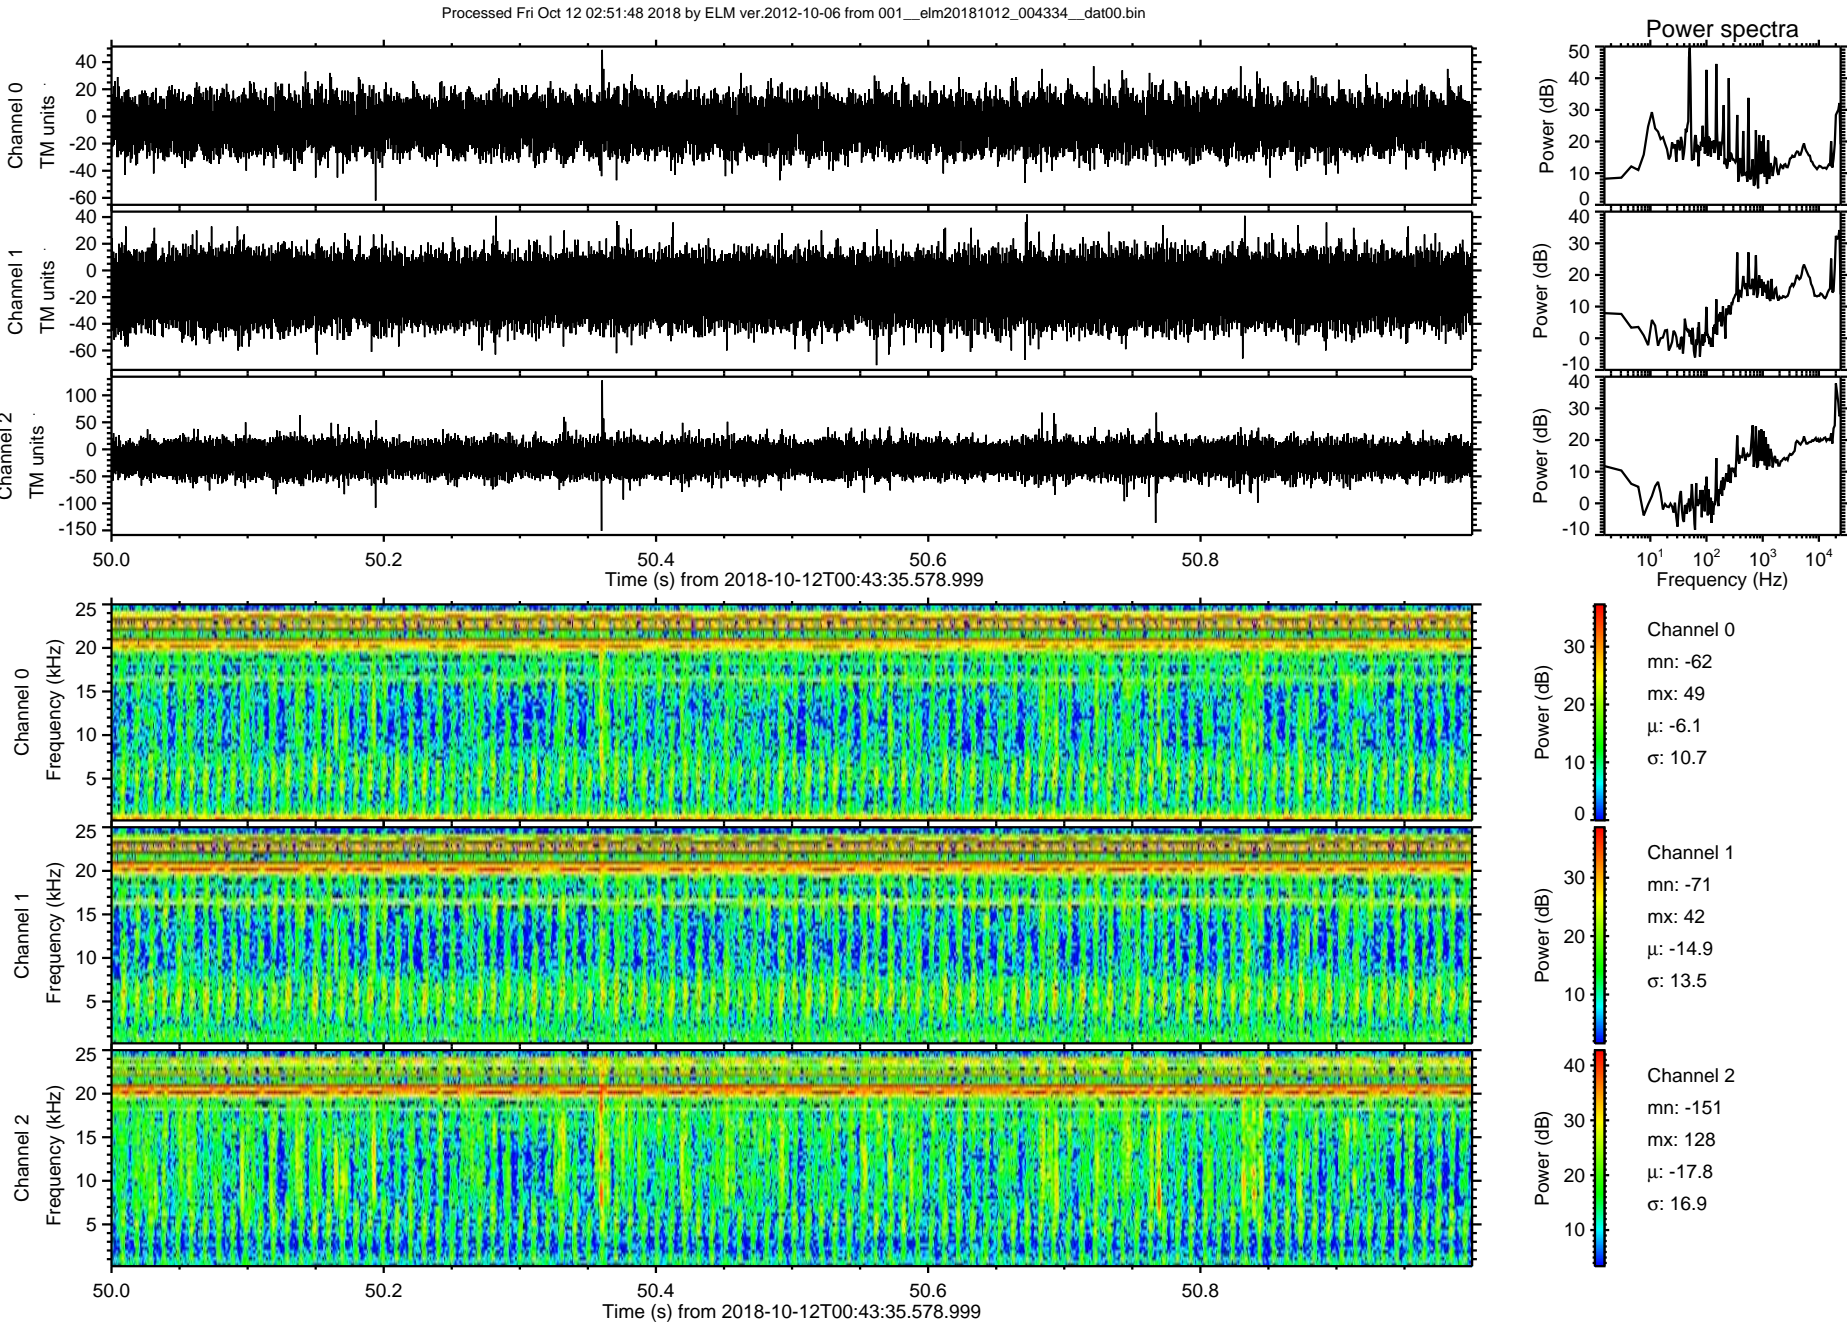 Processed Fri Oct 12 02:51:48 2018 by ELM ver.2012-10-06 from 001__elm20181012_004334__dat00.bin
Power spectra
Channel 0
TM units
40
20
0
-20
-40
-60
Power (dB)
50
40
30
20
10
0
Channel 1
TM units
40
20
0
-20
-40
-60
Power (dB)
40
30
20
10
0
-10
Channel 2
TM units
100
50
0
-50
-100
-150
Power (dB)
40
30
20
10
0
-10
50.0 50.2 50.4 50.6 50.8
Time (s) from 2018-10-12T00:43:35.578.999
10¹ 10² 10³ 10⁴
Frequency (Hz)
Channel 0
Frequency (kHz)
25
20
15
10
5
Power (dB)
30
20
10
0
Channel 0
mn: -62
mx: 49
μ: -6.1
σ: 10.7
Channel 1
Frequency (kHz)
25
20
15
10
5
Power (dB)
30
20
10
Channel 1
mn: -71
mx: 42
μ: -14.9
σ: 13.5
Channel 2
Frequency (kHz)
25
20
15
10
5
Power (dB)
40
30
20
10
Channel 2
mn: -151
mx: 128
μ: -17.8
σ: 16.9
50.0 50.2 50.4 50.6 50.8
Time (s) from 2018-10-12T00:43:35.578.999